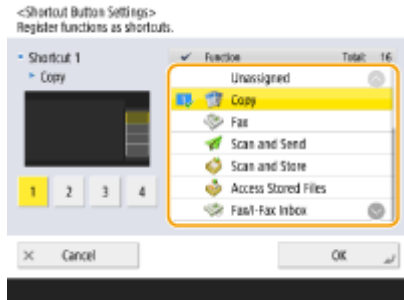 <Shortcut Button Settings>
Register functions as shortcuts.
Shortcut 1
Copy
Function Total: 16
Unassigned
Copy
Fax
Scan and Send
Scan and Store
Access Stored Files
Fax/I-Fax Inbox
1 2 3 4
Cancel
OK